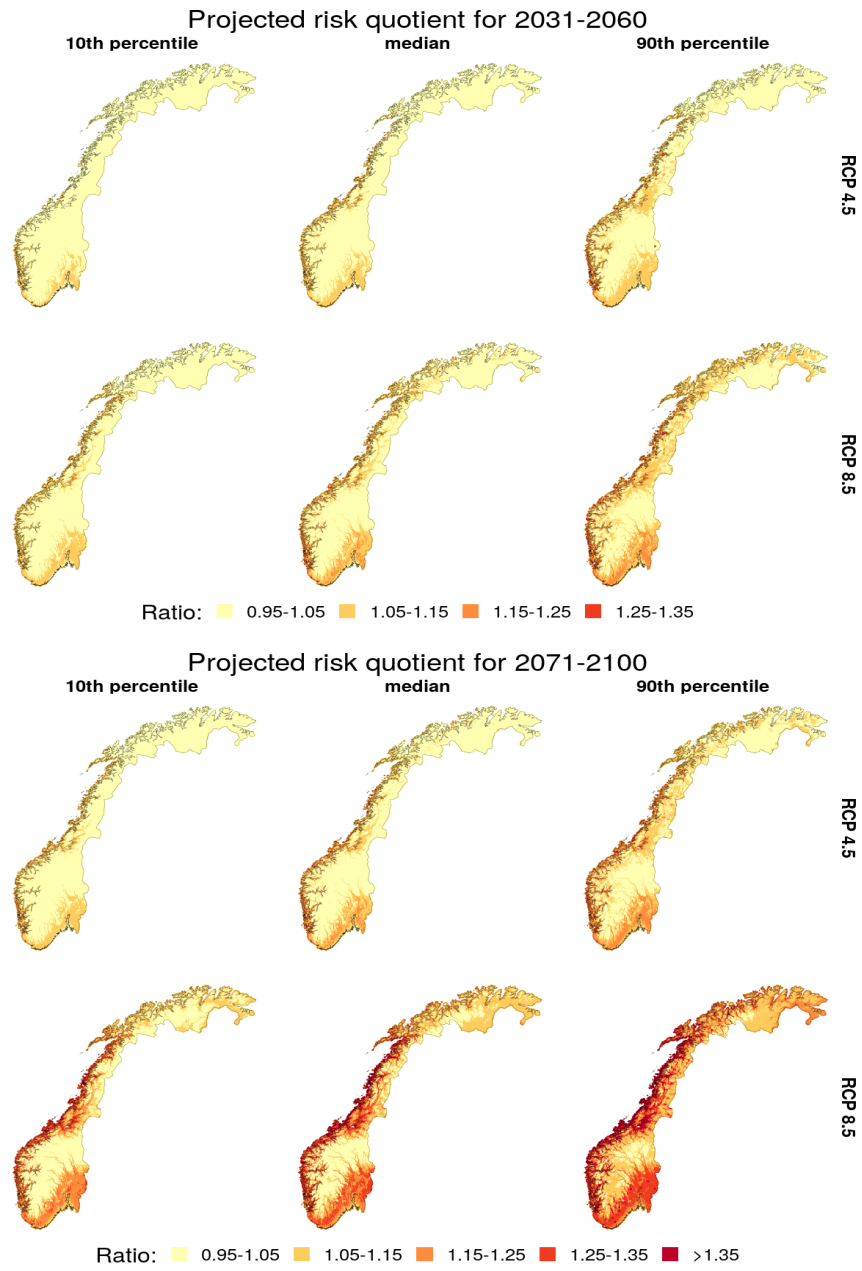 Projected risk quotient for 2031-2060
10th percentile median 90th percentile
RCP 4.5
RCP 8.5
Ratio: 0.95-1.05 1.05-1.15 1.15-1.25 1.25-1.35
Projected risk quotient for 2071-2100
10th percentile median 90th percentile
RCP 4.5
RCP 8.5
Ratio: 0.95-1.05 1.05-1.15 1.15-1.25 1.25-1.35 >1.35